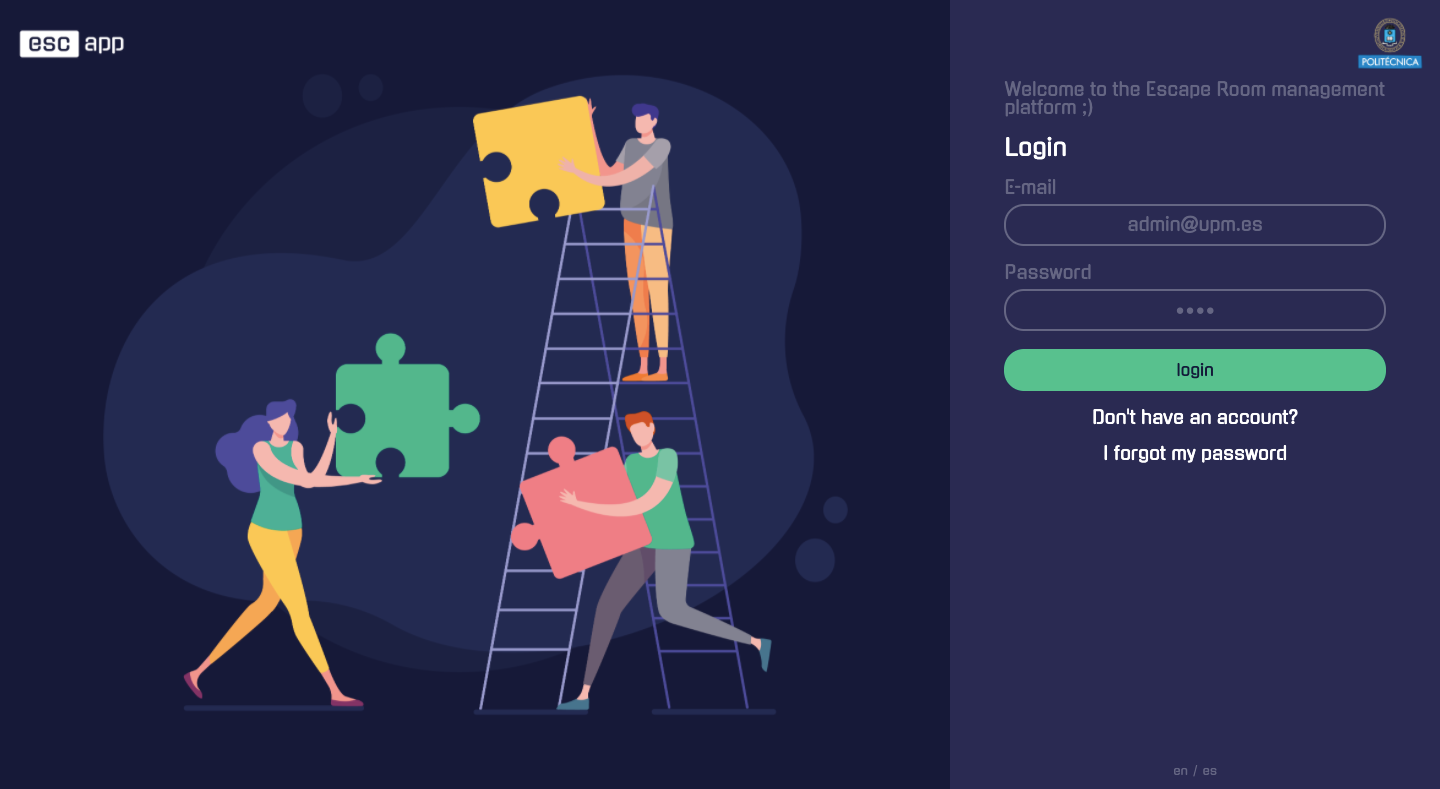 esc app
POLITÉCNICA
Welcome to the Escape Room management
platform ;)
Login
E-mail
admin@upm.es
Password
••••
login
Don't have an account?
I forgot my password
en / es